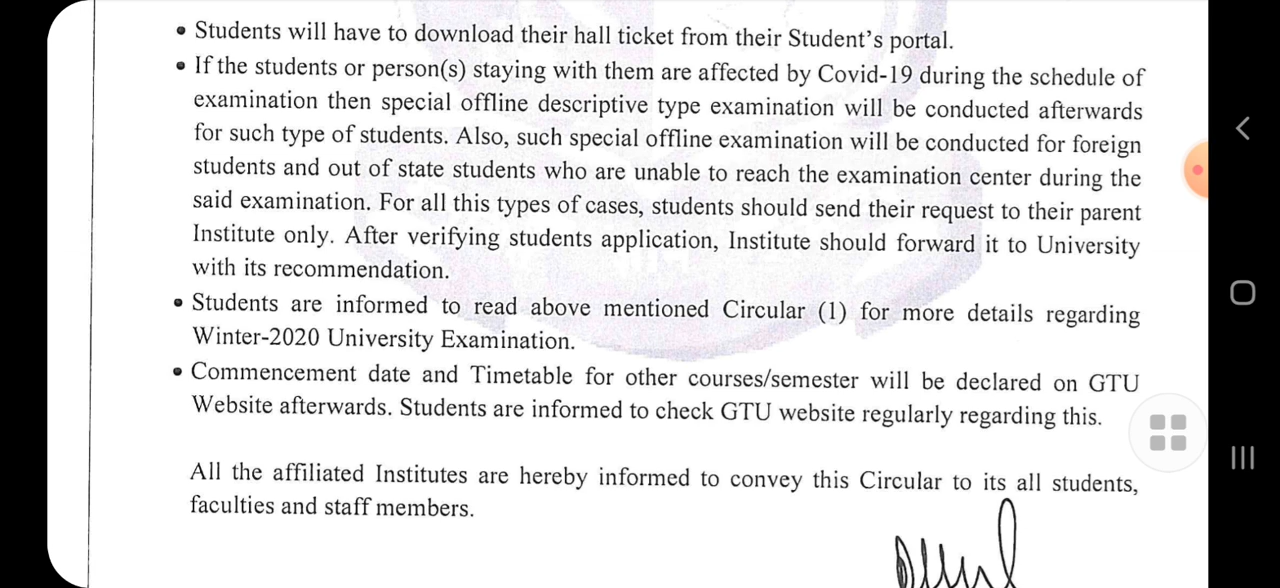 • Students will have to download their hall ticket from their Student's portal.
• If the students or person(s) staying with them are affected by Covid-19 during the schedule of
examination then special offline descriptive type examination will be conducted afterwards
for such type of students. Also, such special offline examination will be conducted for foreign
students and out of state students who are unable to reach the examination center during the
said examination. For all this types of cases, students should send their request to their parent
Institute only. After verifying students application, Institute should forward it to University
with its recommendation.
• Students are informed to read above mentioned Circular (1) for more details regarding
Winter-2020 University Examination.
• Commencement date and Timetable for other courses/semester will be declared on GTU
Website afterwards. Students are informed to check GTU website regularly regarding this.
All the affiliated Institutes are hereby informed to convey this Circular to its all students,
faculties and staff members.